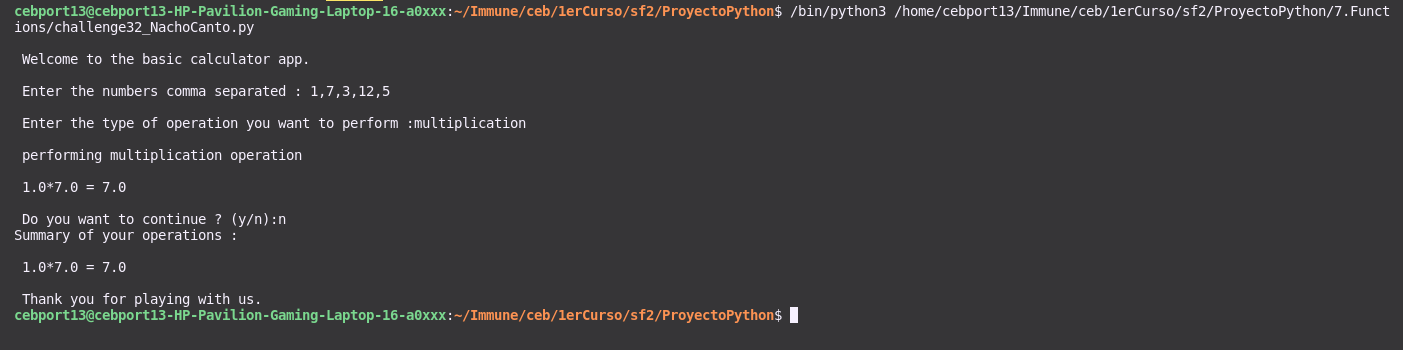 cebport13@cebport13-HP-Pavilion-Gaming-Laptop-16-a0xxx:~/Immune/ceb/1erCurso/sf2/ProyectoPython$ /bin/python3 /home/cebport13/Immune/ceb/1erCurso/sf2/ProyectoPython/7.Funct
ions/challenge32_NachoCanto.py
Welcome to the basic calculator app.
Enter the numbers comma separated : 1,7,3,12,5
Enter the type of operation you want to perform :multiplication
performing multiplication operation
1.0*7.0 = 7.0
Do you want to continue ? (y/n):n
Summary of your operations :
1.0*7.0 = 7.0
Thank you for playing with us.
cebport13@cebport13-HP-Pavilion-Gaming-Laptop-16-a0xxx:~/Immune/ceb/1erCurso/sf2/ProyectoPython$